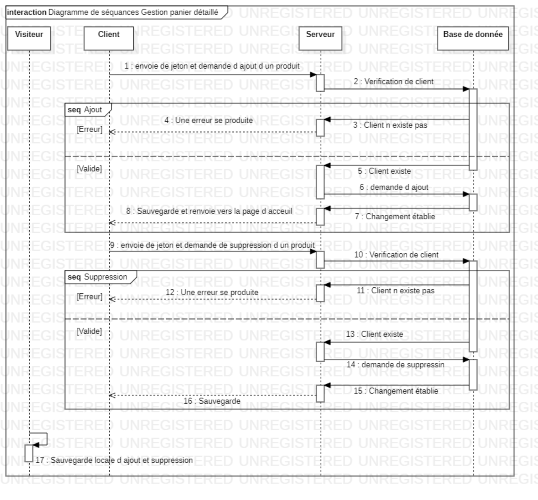 interaction Diagramme de séquances Gestion panier détaillé
Visiteur
Client
Serveur
Base de donnée
1 : envoie de jeton et demande d ajout d un produit
2 : Verification de client
seq Ajout
[Erreur]
4 : Une erreur se produite
3 : Client n existe pas
[Valide]
5 : Client existe
6 : demande d ajout
8 : Sauvegarde et renvoie vers la page d acceuil
7 : Changement établie
9 : envoie de jeton et demande de suppression d un produit
10 : Verification de client
seq Suppression
[Erreur]
12 : Une erreur se produite
11 : Client n existe pas
[Valide]
13 : Client existe
14 : demande de suppressin
15 : Changement établie
16 : Sauvegarde
17 : Sauvegarde locale d ajout et suppression
UNREGISTERED